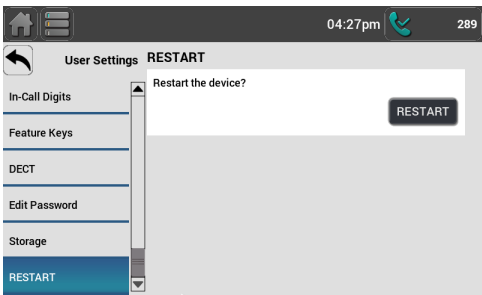 04:27pm 289
User Settings RESTART
Restart the device?
RESTART
In-Call Digits
Feature Keys
DECT
Edit Password
Storage
RESTART